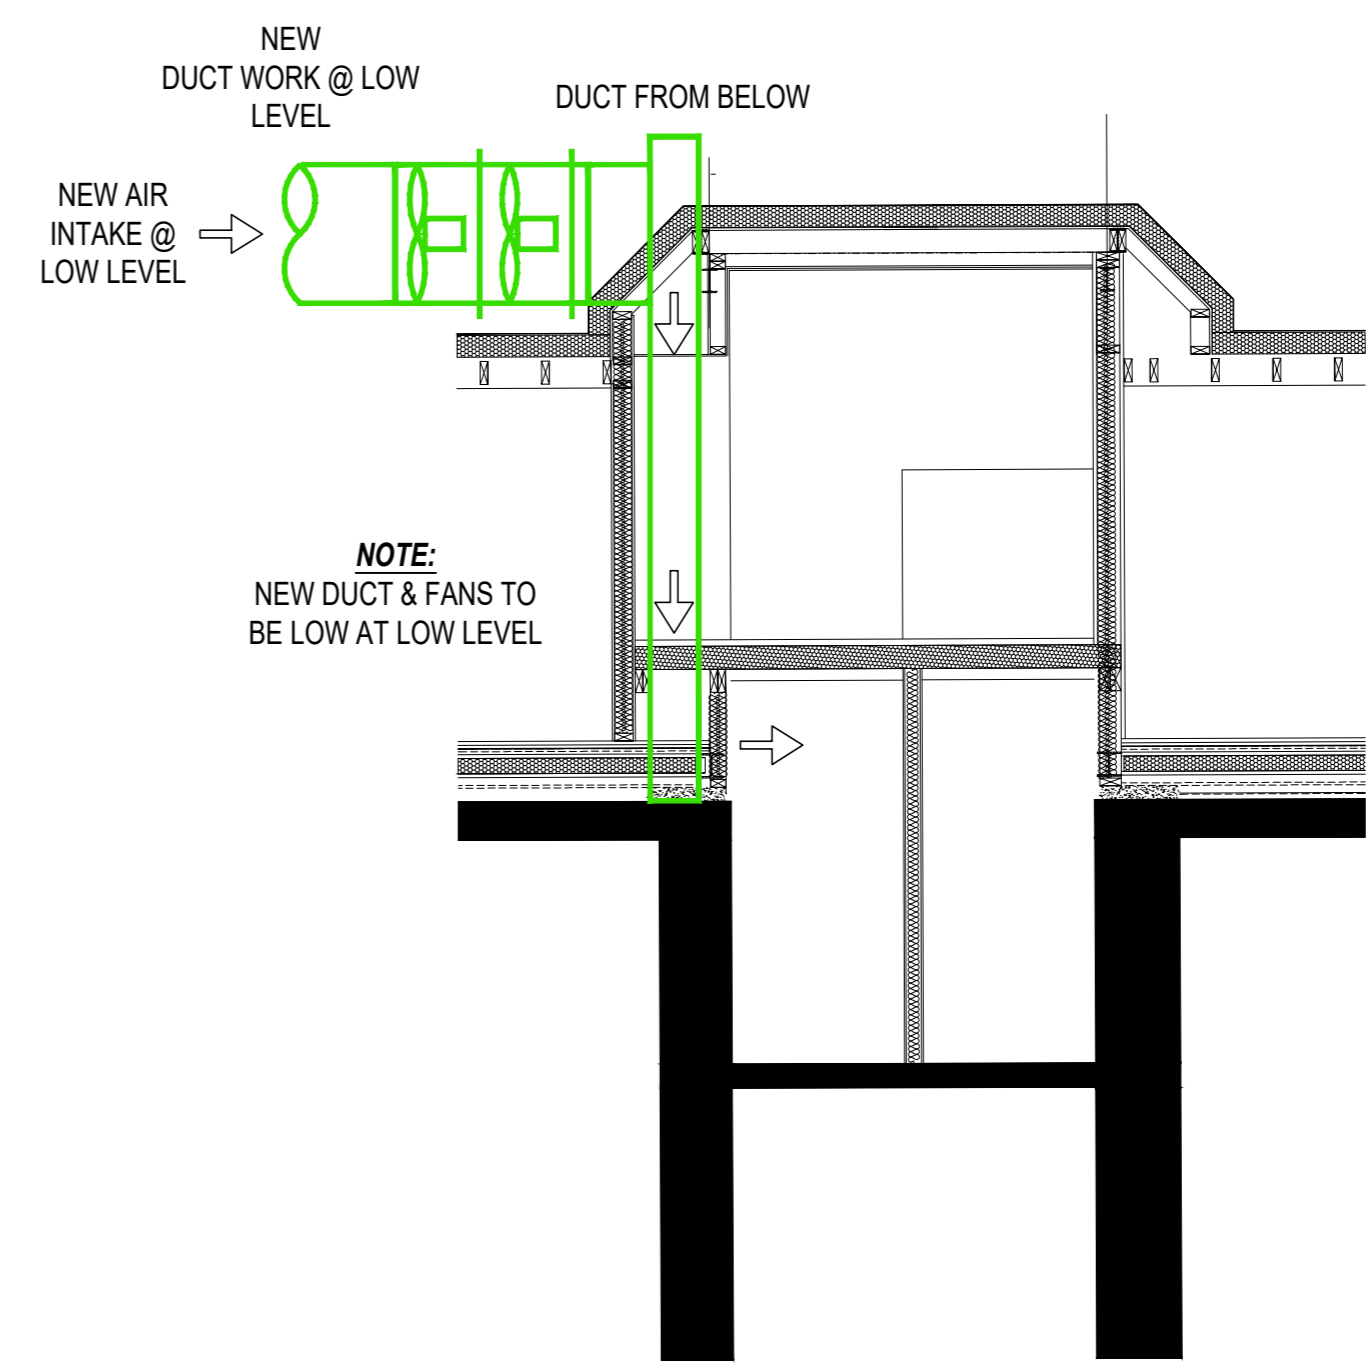 NEW
DUCT WORK @ LOW
LEVEL
DUCT FROM BELOW
NEW AIR
INTAKE @
LOW LEVEL
NOTE:
NEW DUCT & FANS TO
BE LOW AT LOW LEVEL